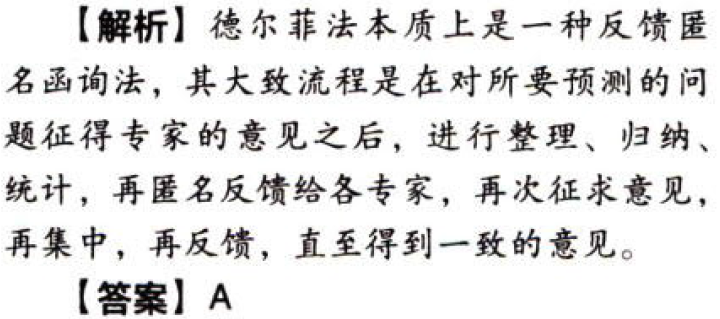 【解析】德尔菲法本质上是一种反馈匿
名函询法，其大致流程是在对所要预测的问
题征得专家的意见之后，进行整理、归纳、
统计，再匿名反馈给各专家，再次征求意见，
再集中，再反馈，直至得到一致的意见。
【答案】A